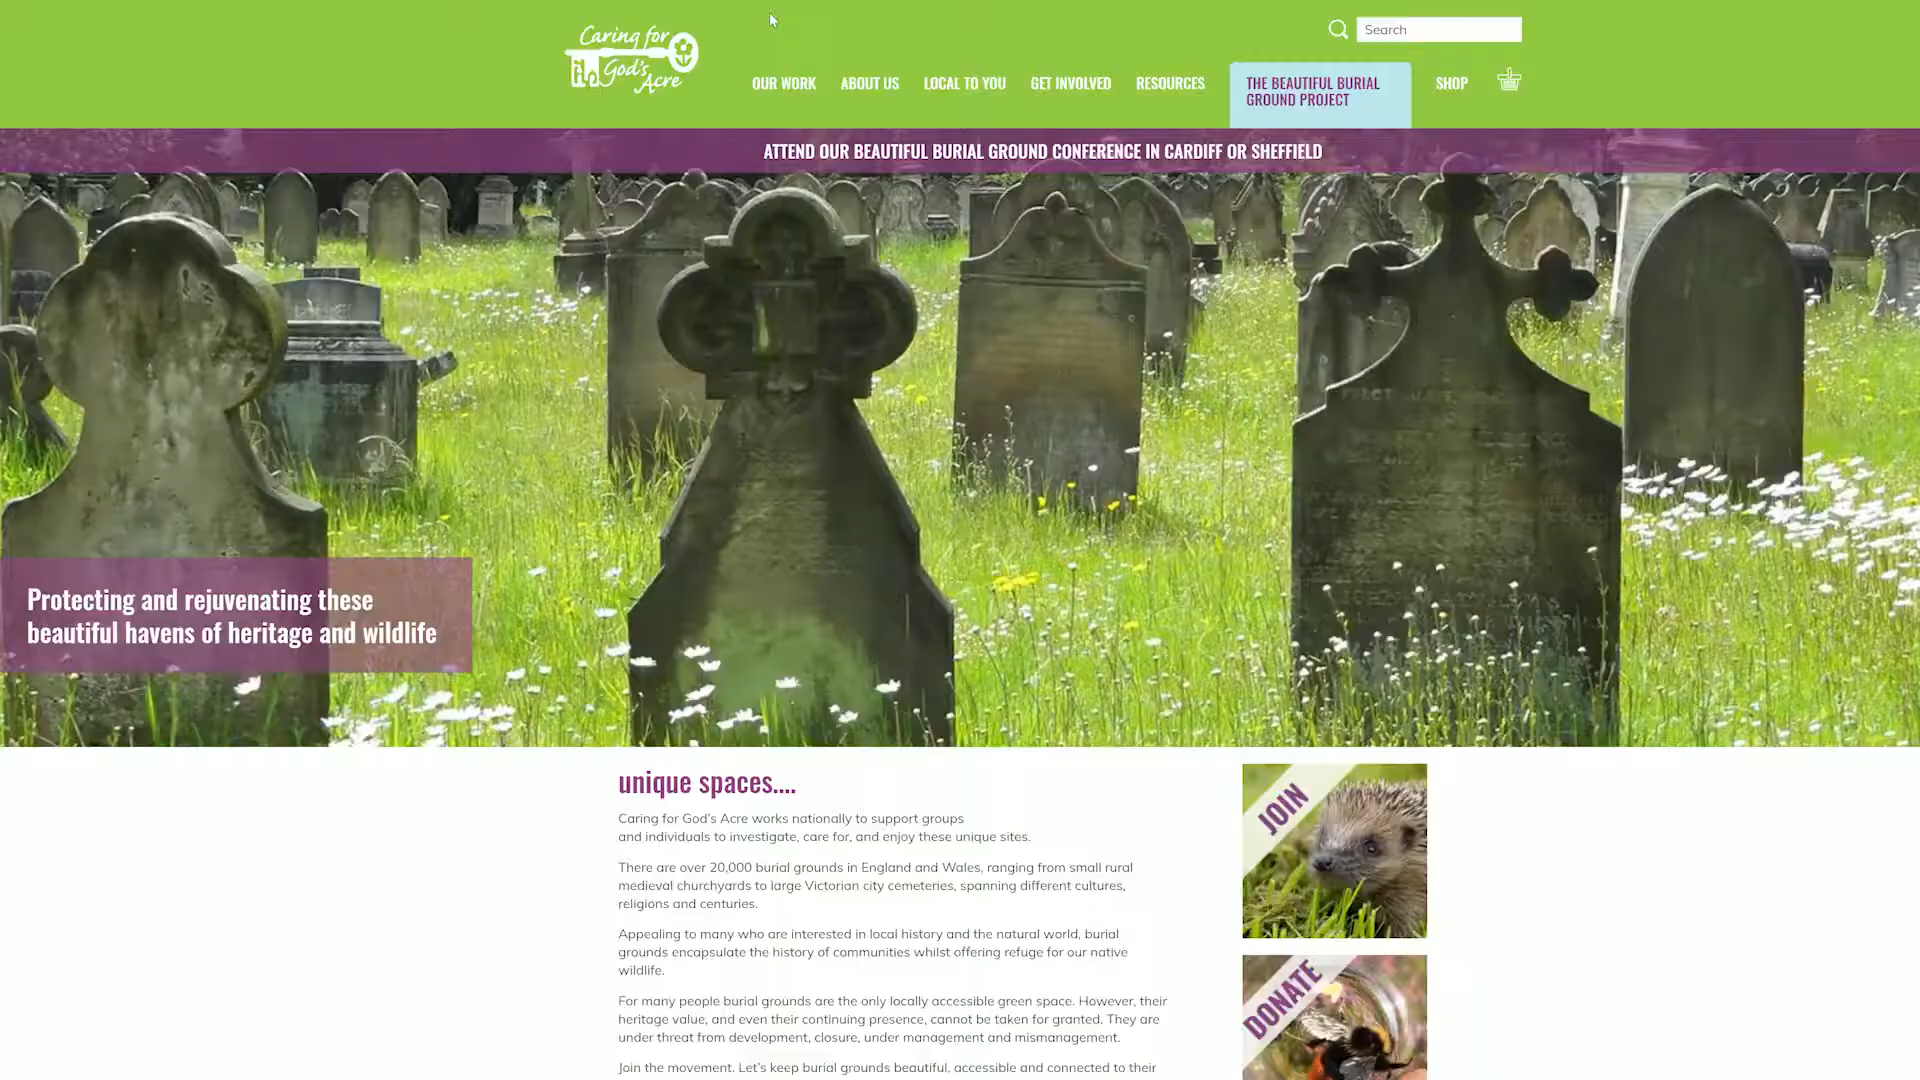 Caring for
God's
Acre
Search
OUR WORK
ABOUT US
LOCAL TO YOU
GET INVOLVED
RESOURCES
THE BEAUTIFUL BURIAL
GROUND PROJECT
SHOP
ATTEND OUR BEAUTIFUL BURIAL GROUND CONFERENCE IN CARDIFF OR SHEFFIELD
Protecting and rejuvenating these
beautiful havens of heritage and wildlife
unique spaces....
Caring for God's Acre works nationally to support groups
and individuals to investigate, care for, and enjoy these unique sites.
There are over 20,000 burial grounds in England and Wales, ranging from small rural
medieval churchyards to large Victorian city cemeteries, spanning different cultures,
religions and centuries.
Appealing to many who are interested in local history and the natural world, burial
grounds encapsulate the history of communities whilst offering refuge for our native
wildlife.
For many people burial grounds are the only locally accessible green space. However, their
heritage value, and even their continuing presence, cannot be taken for granted. They are
under threat from development, closure, under management and mismanagement.
Join the movement. Let's keep burial grounds beautiful, accessible and connected to their
JOIN
DONATE